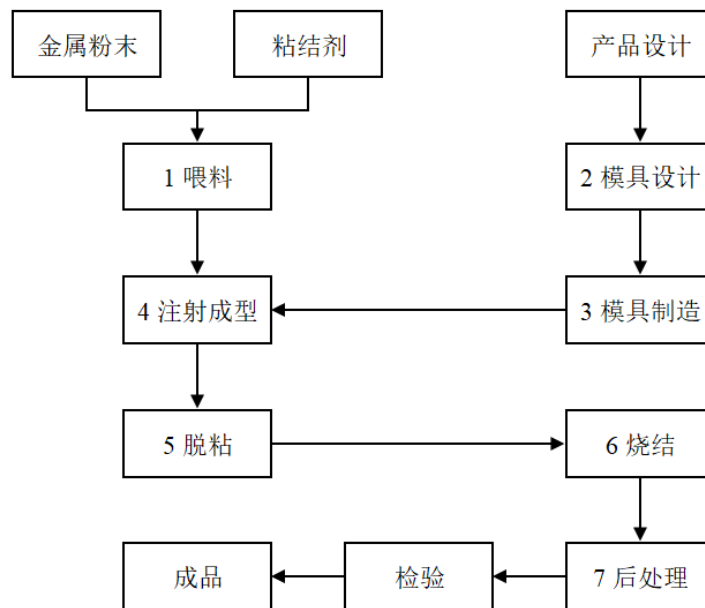 金属粉末
粘结剂
产品设计
1 喂料
2 模具设计
4 注射成型
3 模具制造
5 脱粘
6 烧结
成品
检验
7 后处理